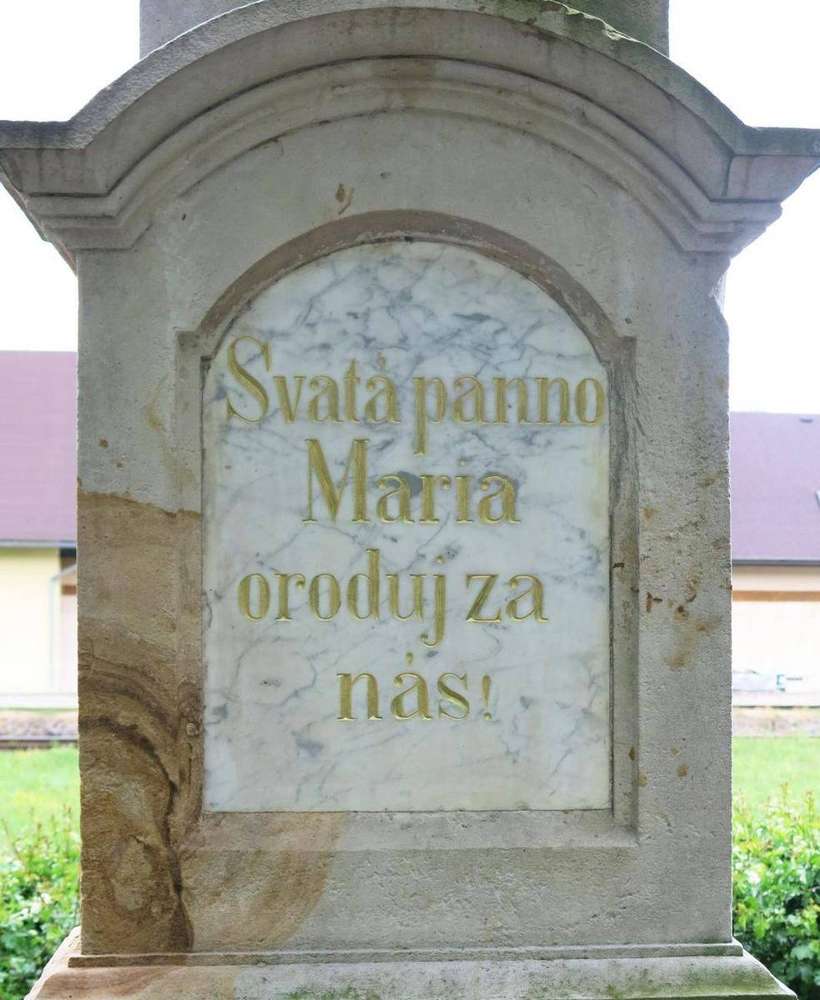 Svatá panno
Maria
oroduj za
nás!